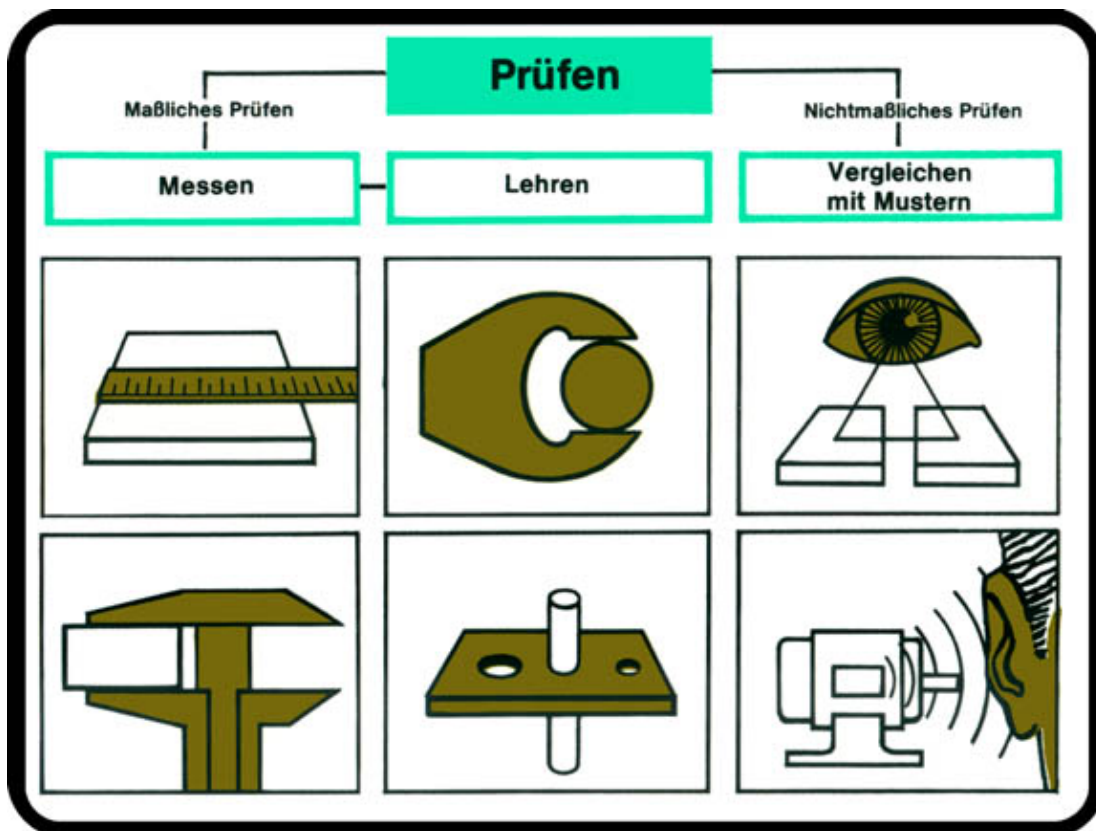 Prüfen
Maßliches Prüfen
Nichtmaßliches Prüfen
Messen
Lehren
Vergleichen
mit Mustern